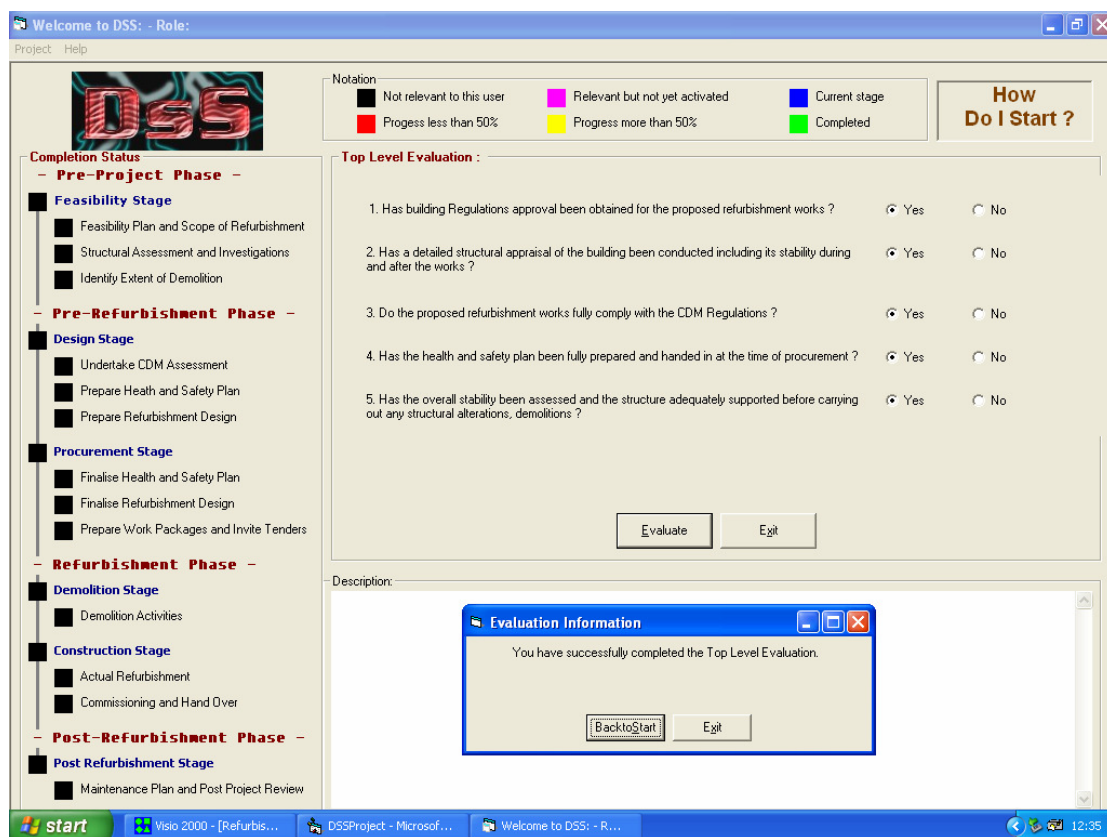 Welcome to DSS: - Role:
Project Help
DSS
Notation
Not relevant to this user
Relevant but not yet activated
Current stage
Progess less than 50%
Progress more than 50%
Completed
How
Do I Start ?
Completion Status
- Pre-Project Phase -
Feasibility Stage
Feasibility Plan and Scope of Refurbishment
Structural Assessment and Investigations
Identify Extent of Demolition
- Pre-Refurbishment Phase -
Design Stage
Undertake CDM Assessment
Prepare Heath and Safety Plan
Prepare Refurbishment Design
Procurement Stage
Finalise Health and Safety Plan
Finalise Refurbishment Design
Prepare Work Packages and Invite Tenders
- Refurbishment Phase -
Demolition Stage
Demolition Activities
Construction Stage
Actual Refurbishment
Commissioning and Hand Over
- Post-Refurbishment Phase -
Post Refurbishment Stage
Maintenance Plan and Post Project Review
Top Level Evaluation :
1. Has building Regulations approval been obtained for the proposed refurbishment works ? Yes No
2. Has a detailed structural appraisal of the building been conducted including its stability during Yes No
and after the works ?
3. Do the proposed refurbishment works fully comply with the CDM Regulations ? Yes No
4. Has the health and safety plan been fully prepared and handed in at the time of procurement ? Yes No
5. Has the overall stability been assessed and the structure adequately supported before carrying Yes No
out any structural alterations, demolitions ?
Evaluate Exit
Description:
Evaluation Information
You have successfully completed the Top Level Evaluation.
BacktoStart Exit
start
Visio 2000 - [Refurbis...
DSSProject - Microsof...
Welcome to DSS: - R...
12:35